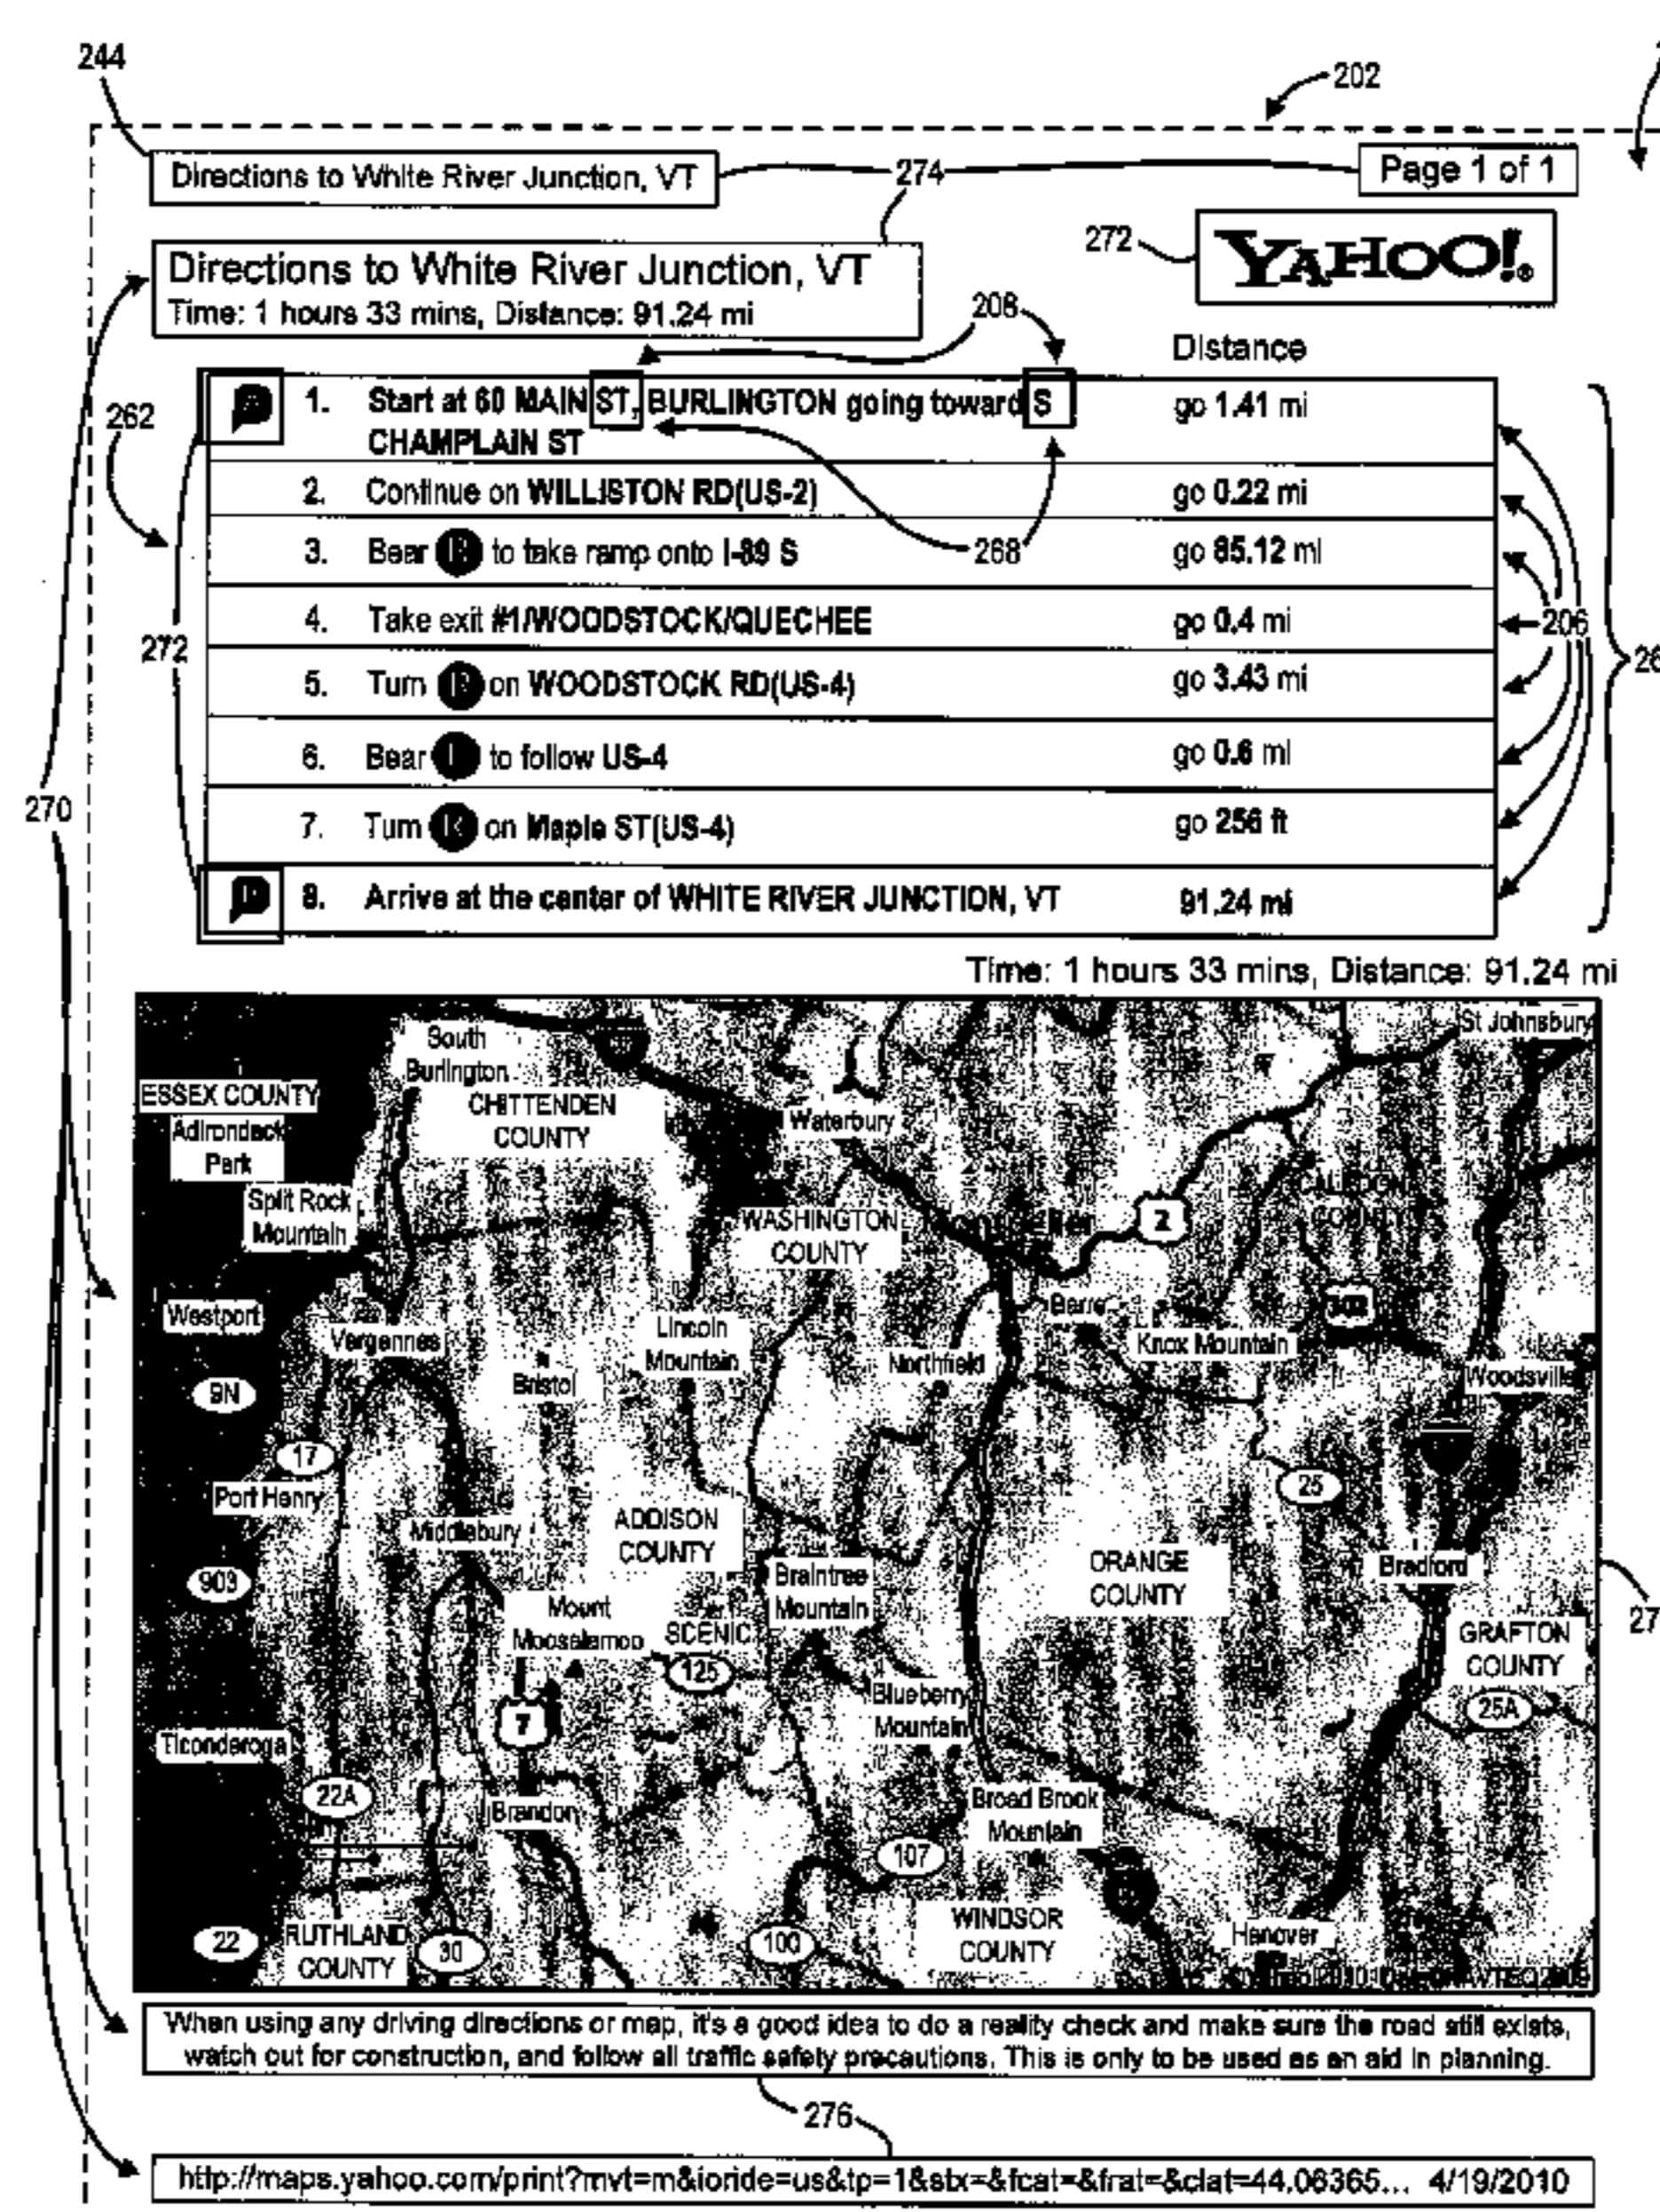 244
202
Directions to White River Junction, VT
274
Page 1 of 1
272
YAHOO!®
Directions to White River Junction, VT
Time: 1 hours 33 mins, Distance: 91.24 mi
208
Distance
262
1. Start at 60 MAIN ST, BURLINGTON going toward S go 1.41 mi
CHAMPLAIN ST
2. Continue on WILLISTON RD(US-2) go 0.22 mi
3. Bear R to take ramp onto I-89 S go 85.12 mi
268
4. Take exit #1/WOODSTOCK/QUECHEE go 0.4 mi
206
272
26
5. Turn R on WOODSTOCK RD(US-4) go 3.43 mi
6. Bear to follow US-4 go 0.6 mi
270
7. Turn R on Maple ST(US-4) go 256 ft
8. Arrive at the center of WHITE RIVER JUNCTION, VT 91.24 mi
Time: 1 hours 33 mins, Distance: 91.24 mi
St Johnsbury
South
Burlington
ESSEX COUNTY
CHITTENDEN
COUNTY
Waterbury
Adirondack
Park
Split Rock
Mountain
WASHINGTON
COUNTY
Montpelier
2
CALEDONIA
COUNTY
Westport
Vergennes
Lincoln
Mountain
Barre
302
Knox Mountain
Northfield
Woodsville
9N
Bristol
17
Port Henry
25
Middlebury
ADDISON
COUNTY
903
Braintree
Mountain
ORANGE
COUNTY
Bradford
27
Mount
Moosalamoo
SCENIC
125
GRAFTON
COUNTY
Blueberry
Mountain
25A
7
Ticonderoga
22A
Brandon
Broad Brook
Mountain
107
22
RUTHLAND
COUNTY
30
100
WINDSOR
COUNTY
Hanover
When using any driving directions or map, it's a good idea to do a reality check and make sure the road still exists,
watch out for construction, and follow all traffic safety precautions. This is only to be used as an aid in planning.
276
http://maps.yahoo.com/print?mvt=m&ioride=us&tp=1&stx=&fcat=&frat=&clat=44.06365... 4/19/2010